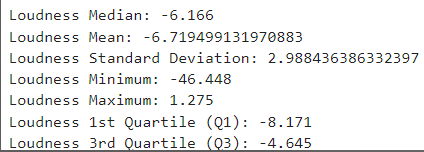 Loudness Median: -6.166
Loudness Mean: -6.719499131970883
Loudness Standard Deviation: 2.988436386332397
Loudness Minimum: -46.448
Loudness Maximum: 1.275
Loudness 1st Quartile (Q1): -8.171
Loudness 3rd Quartile (Q3): -4.645